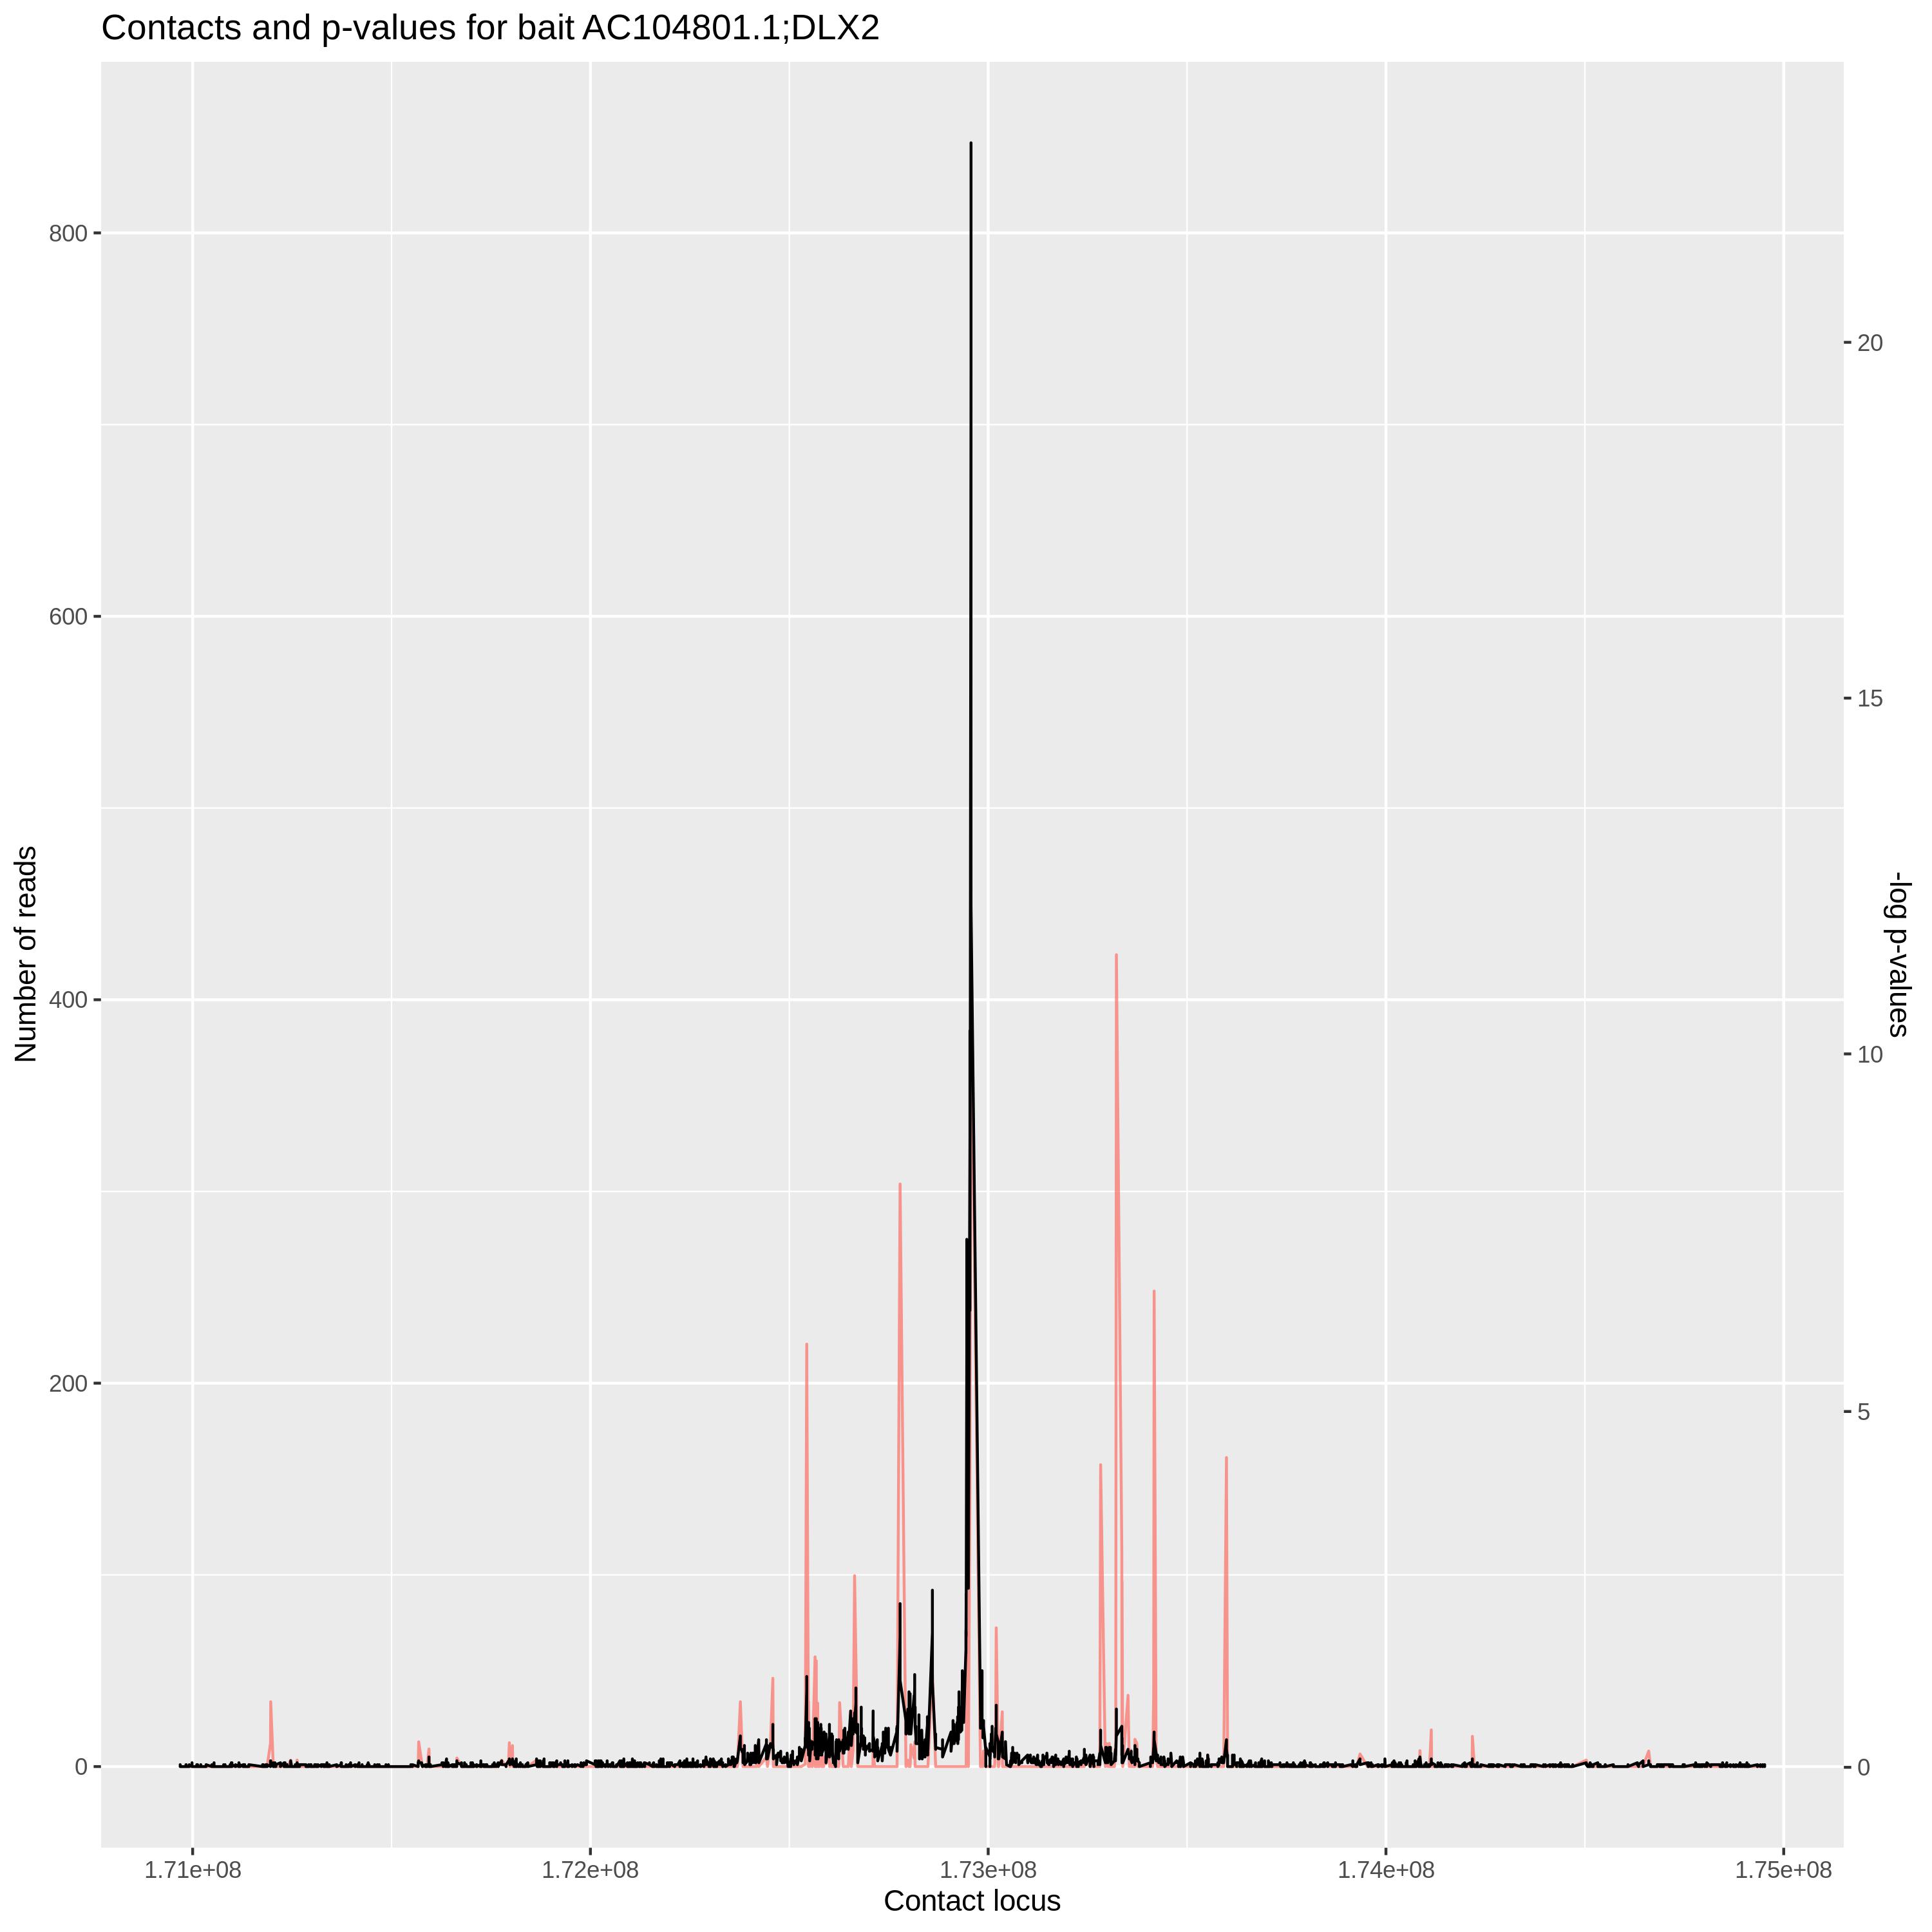 Contacts and p-values for bait AC104801.1;DLX2
800
600
400
200
0
Number of reads
20
15
10
5
0
-log p-values
1.71e+08 1.72e+08 1.73e+08 1.74e+08 1.75e+08
Contact locus